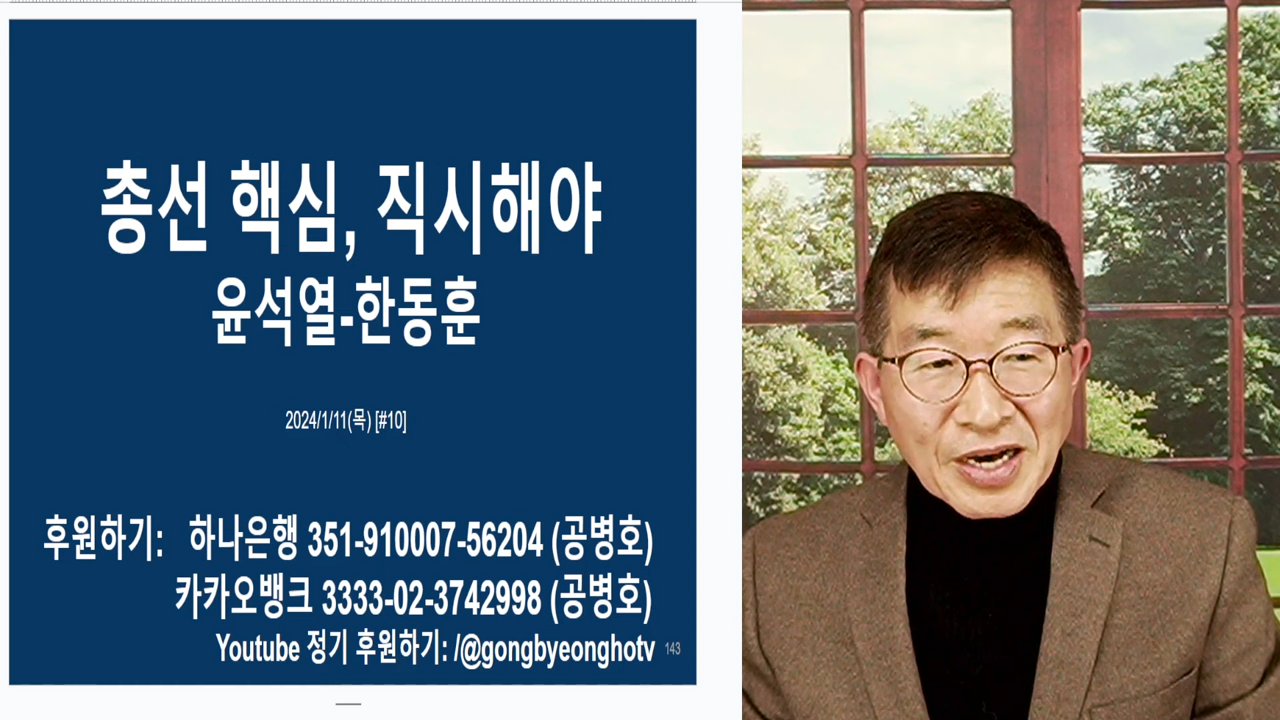 총선 핵심, 직시해야
윤석열-한동훈
2024/1/11(목) [#10]
후원하기: 하나은행 351-910007-56204 (공병호)
카카오뱅크 3333-02-3742998 (공병호)
Youtube 정기 후원하기: /@gongbyeonghotv
143